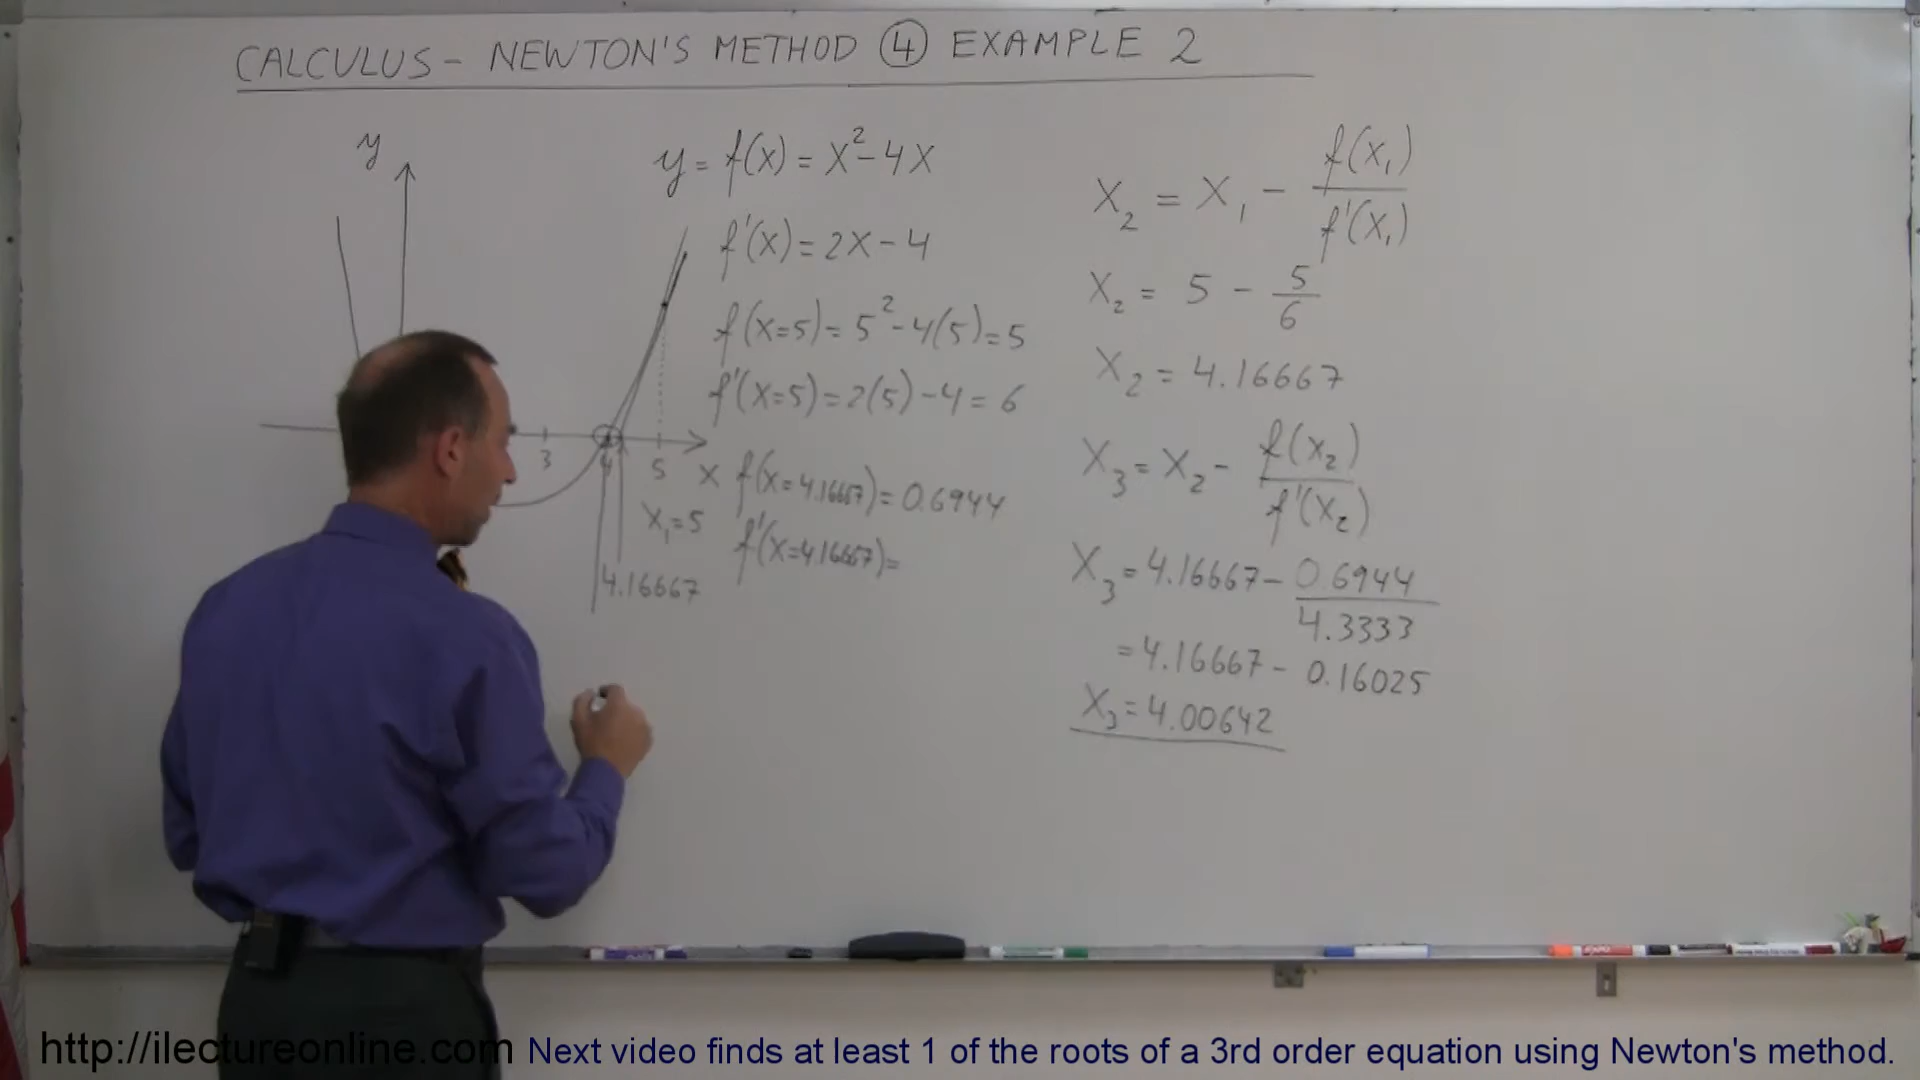 CALCULUS - NEWTON'S METHOD ④ EXAMPLE 2
y
y = f(x) = x² - 4x
f'(x) = 2x - 4
f(x=5) = 5² - 4(5) = 5
f'(x=5) = 2(5) - 4 = 6
3 4 5 x
f(x=4.16667) = 0.6944
x₁ = 5
f'(x=4.16667) =
4.16667
x₂ = x₁ - f(x₁)/f'(x₁)
x₂ = 5 - 5/6
x₂ = 4.16667
x₃ = x₂ - f(x₂)/f'(x₂)
x₃ = 4.16667 - 0.6944/4.3333
= 4.16667 - 0.16025
x₃ = 4.00642
http://ilectureonline.com Next video finds at least 1 of the roots of a 3rd order equation using Newton's method.